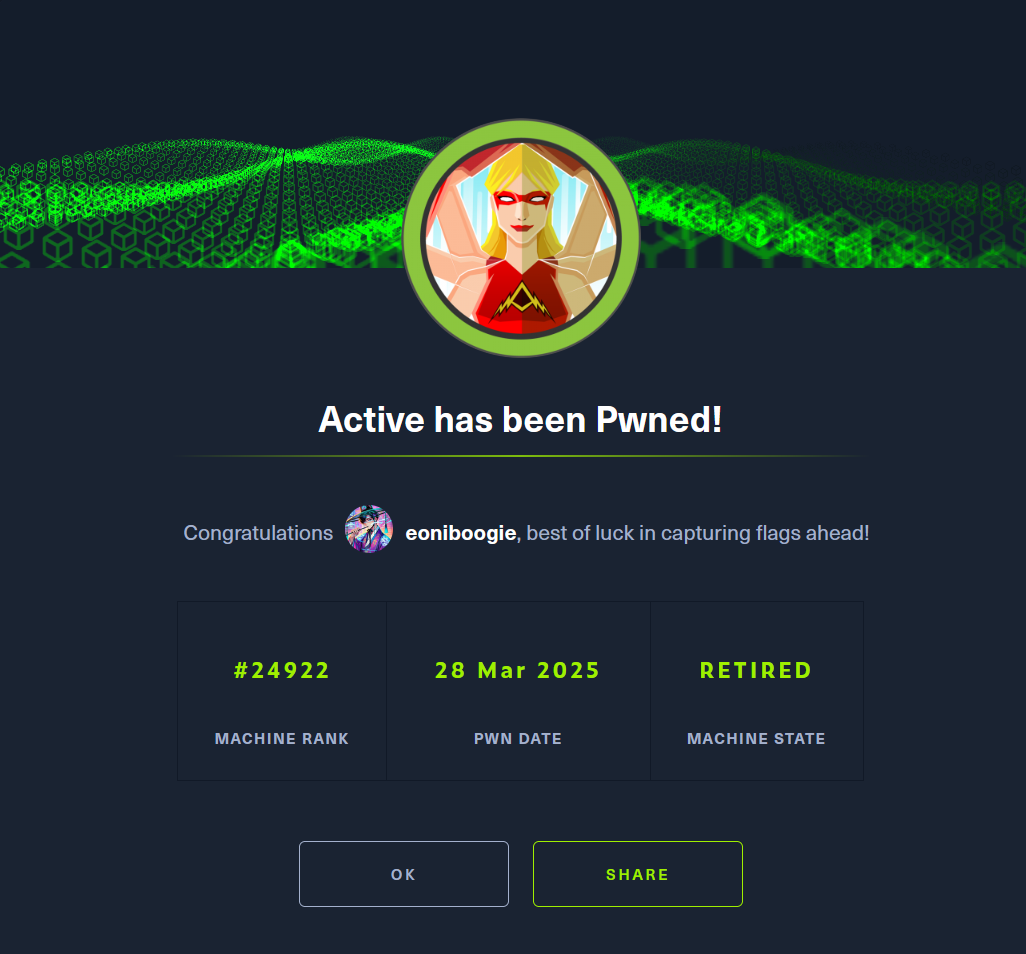 Active has been Pwned!
Congratulations eoniboogie, best of luck in capturing flags ahead!
#24922 28 Mar 2025 RETIRED
MACHINE RANK PWN DATE MACHINE STATE
OK SHARE